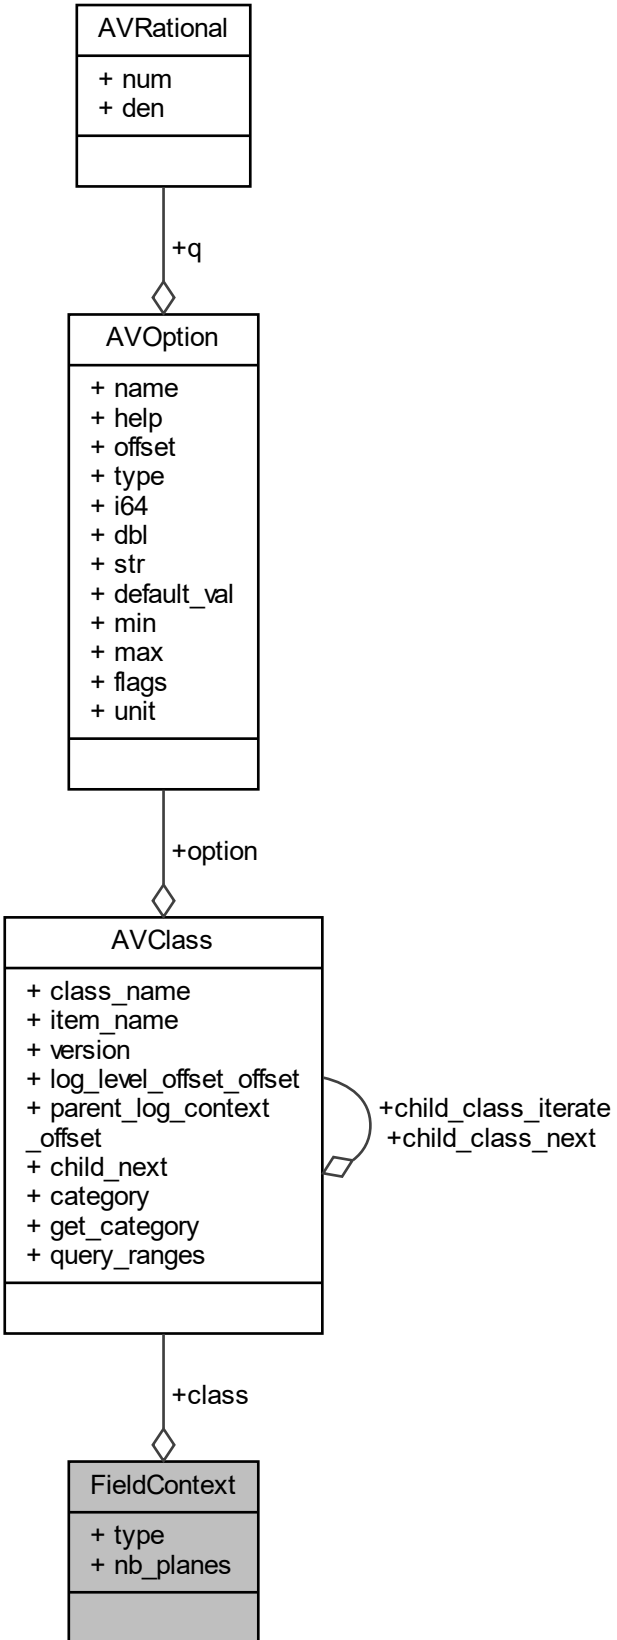 AVRational
+ num
+ den
+q
AVOption
+ name
+ help
+ offset
+ type
+ i64
+ dbl
+ str
+ default_val
+ min
+ max
+ flags
+ unit
+option
AVClass
+ class_name
+ item_name
+ version
+ log_level_offset_offset
+ parent_log_context
_offset
+ child_next
+ category
+ get_category
+ query_ranges
+child_class_iterate
+child_class_next
+class
FieldContext
+ type
+ nb_planes